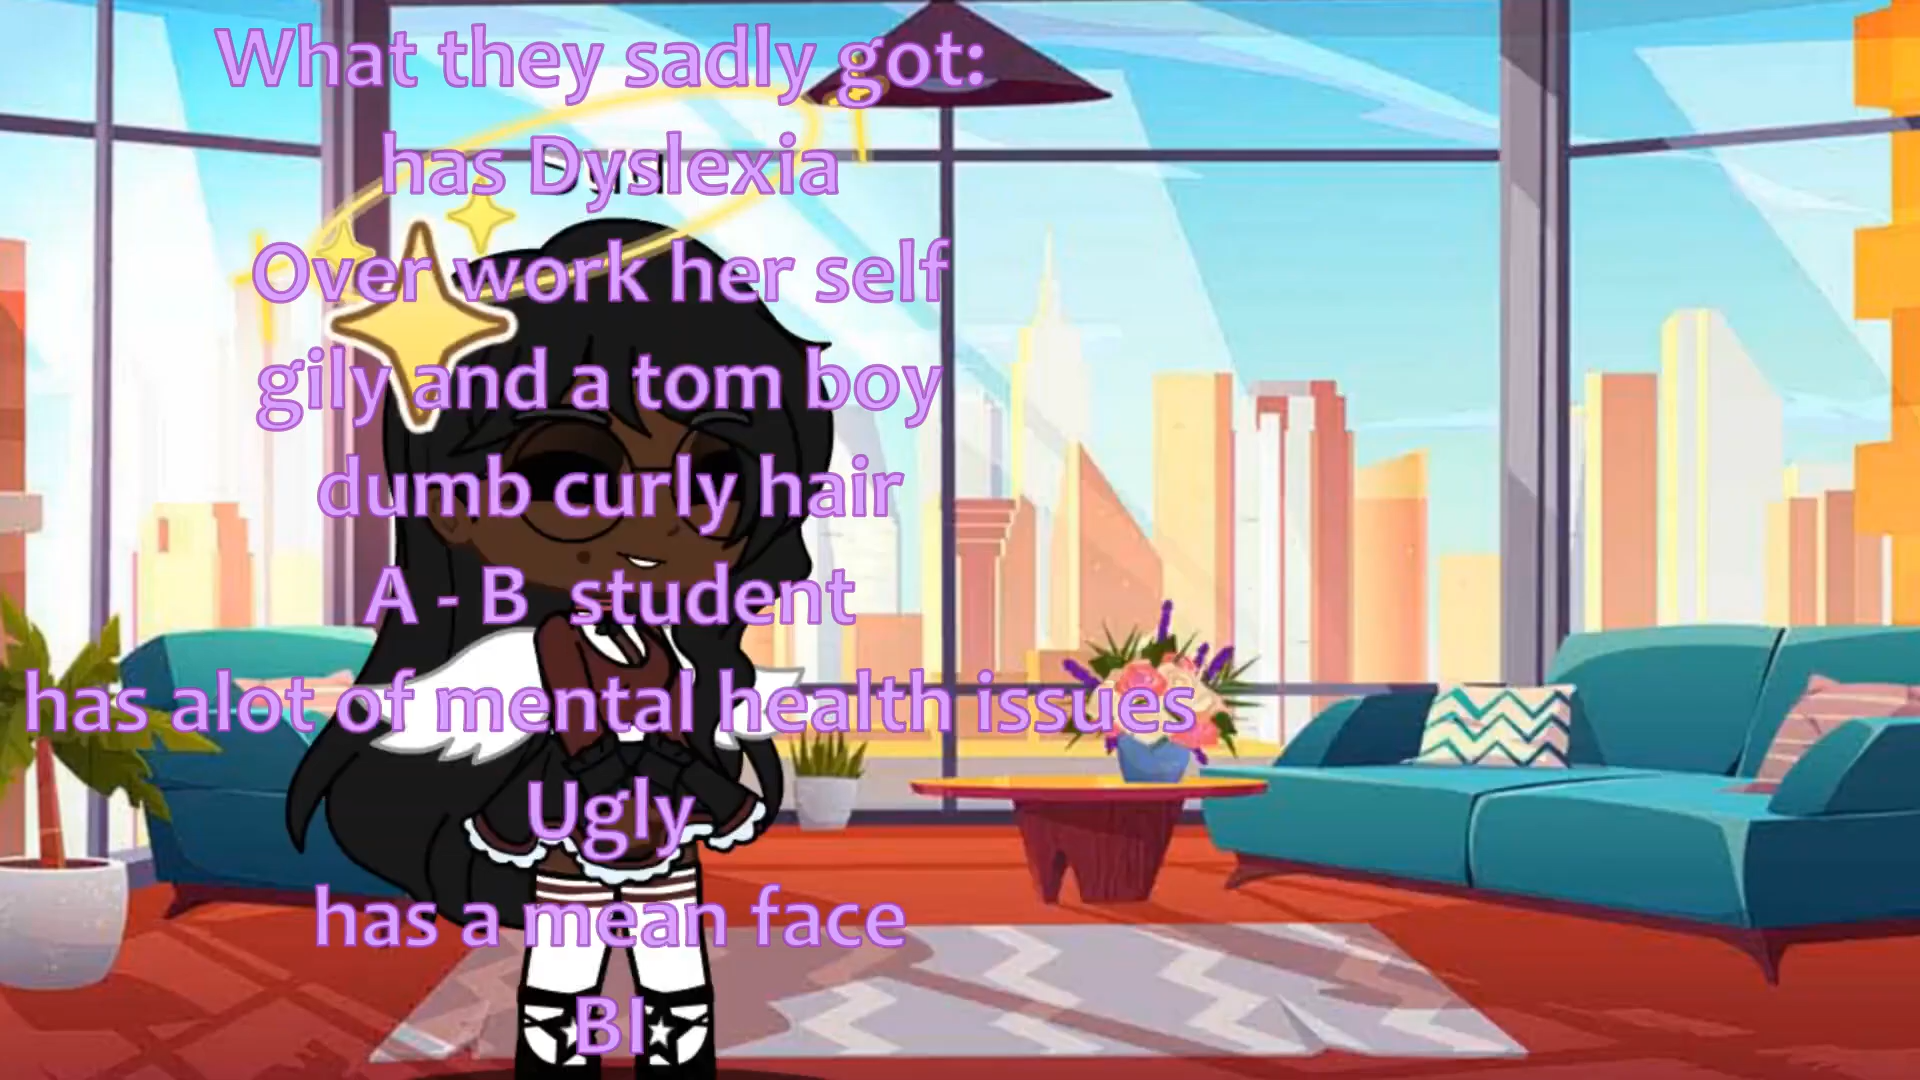 What they sadly got:
has Dyslexia
Over work her self
gily and a tom boy
dumb curly hair
A - B student
has alot of mental health issues
Ugly
has a mean face
BI